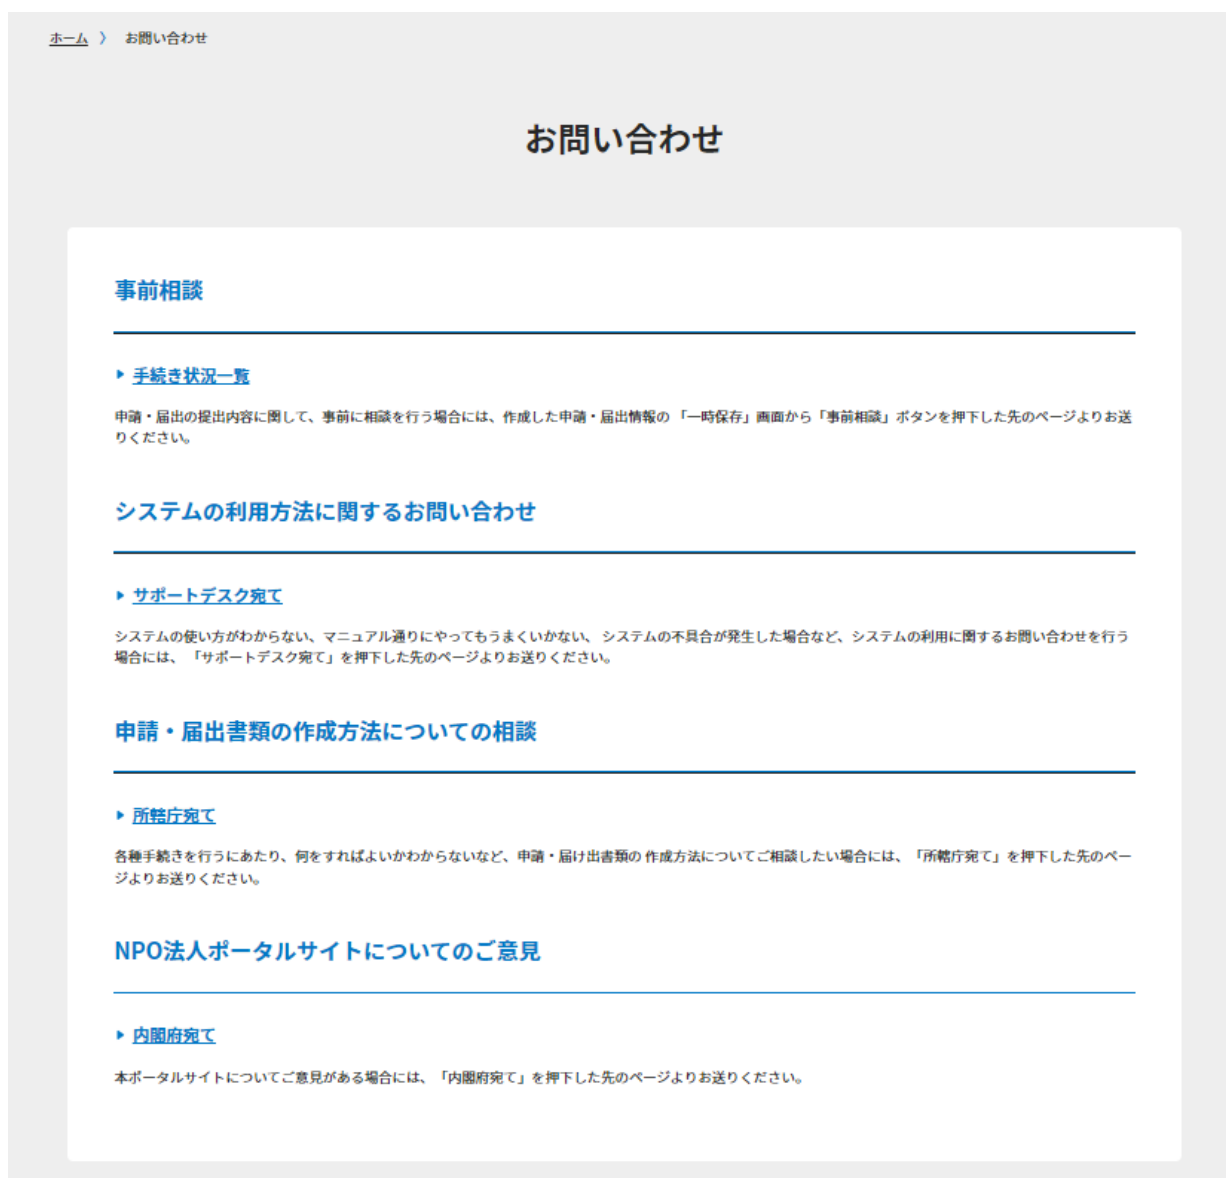 ホーム 〉 お問い合わせ
お問い合わせ
事前相談
手続き状況一覧
申請・届出の提出内容に関して、事前に相談を行う場合には、作成した申請・届出情報の 「一時保存」画面から「事前相談」ボタンを押下した先のページよりお送
りください。
システムの利用方法に関するお問い合わせ
サポートデスク宛て
システムの使い方がわからない、マニュアル通りにやってもうまくいかない、 システムの不具合が発生した場合など、システムの利用に関するお問い合わせを行う
場合には、 「サポートデスク宛て」を押下した先のページよりお送りください。
申請・届出書類の作成方法についての相談
所轄庁宛て
各種手続きを行うにあたり、何をすればよいかわからないなど、申請・届け出書類の 作成方法についてご相談したい場合には、 「所轄庁宛て」を押下した先のペー
ジよりお送りください。
NPO法人ポータルサイトについてのご意見
内閣府宛て
本ポータルサイトについてご意見がある場合には、「内閣府宛て」を押下した先のページよりお送りください。